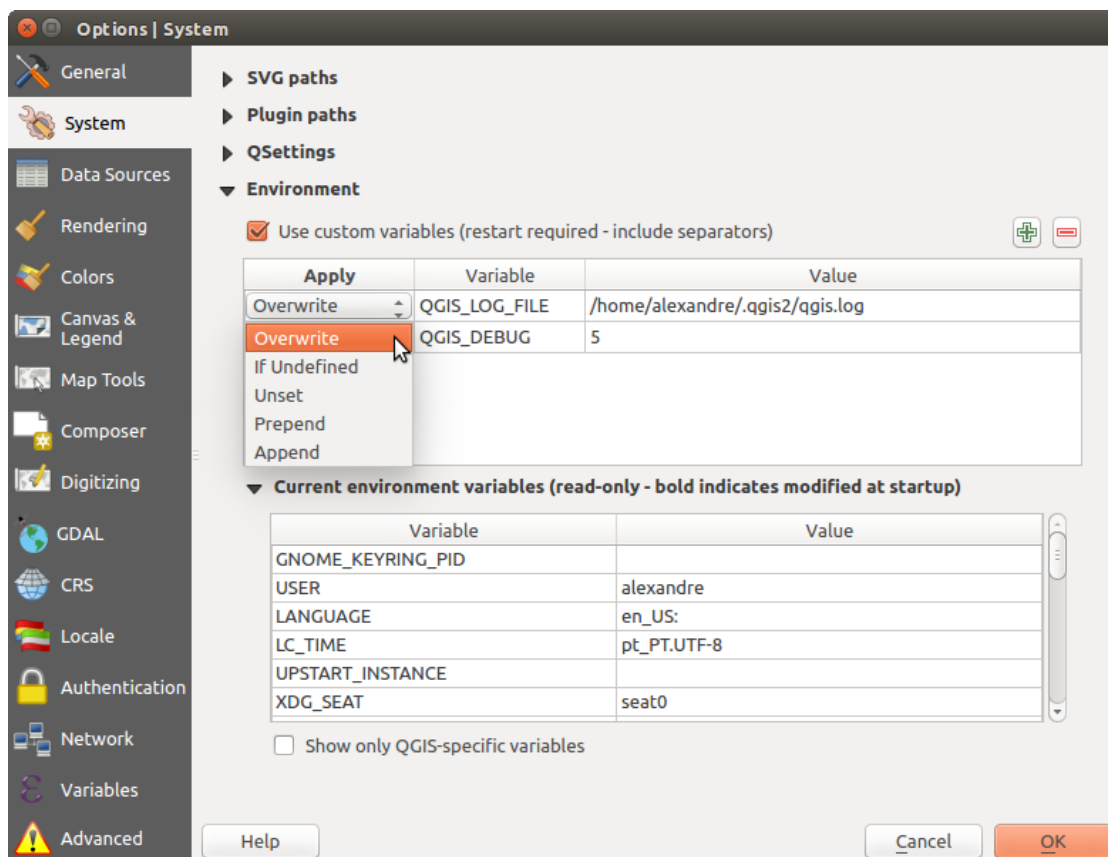 Options | System
General
System
Data Sources
Rendering
Colors
Canvas &
Legend
Map Tools
Composer
Digitizing
GDAL
CRS
Locale
Authentication
Network
Variables
Advanced
SVG paths
Plugin paths
QSettings
Environment
Use custom variables (restart required - include separators)
Apply Variable Value
Overwrite QGIS_LOG_FILE /home/alexandre/.qgis2/qgis.log
Overwrite QGIS_DEBUG 5
If Undefined
Unset
Prepend
Append
Current environment variables (read-only - bold indicates modified at startup)
Variable Value
GNOME_KEYRING_PID
USER alexandre
LANGUAGE en_US:
LC_TIME pt_PT.UTF-8
UPSTART_INSTANCE
XDG_SEAT seat0
Show only QGIS-specific variables
Help Cancel OK